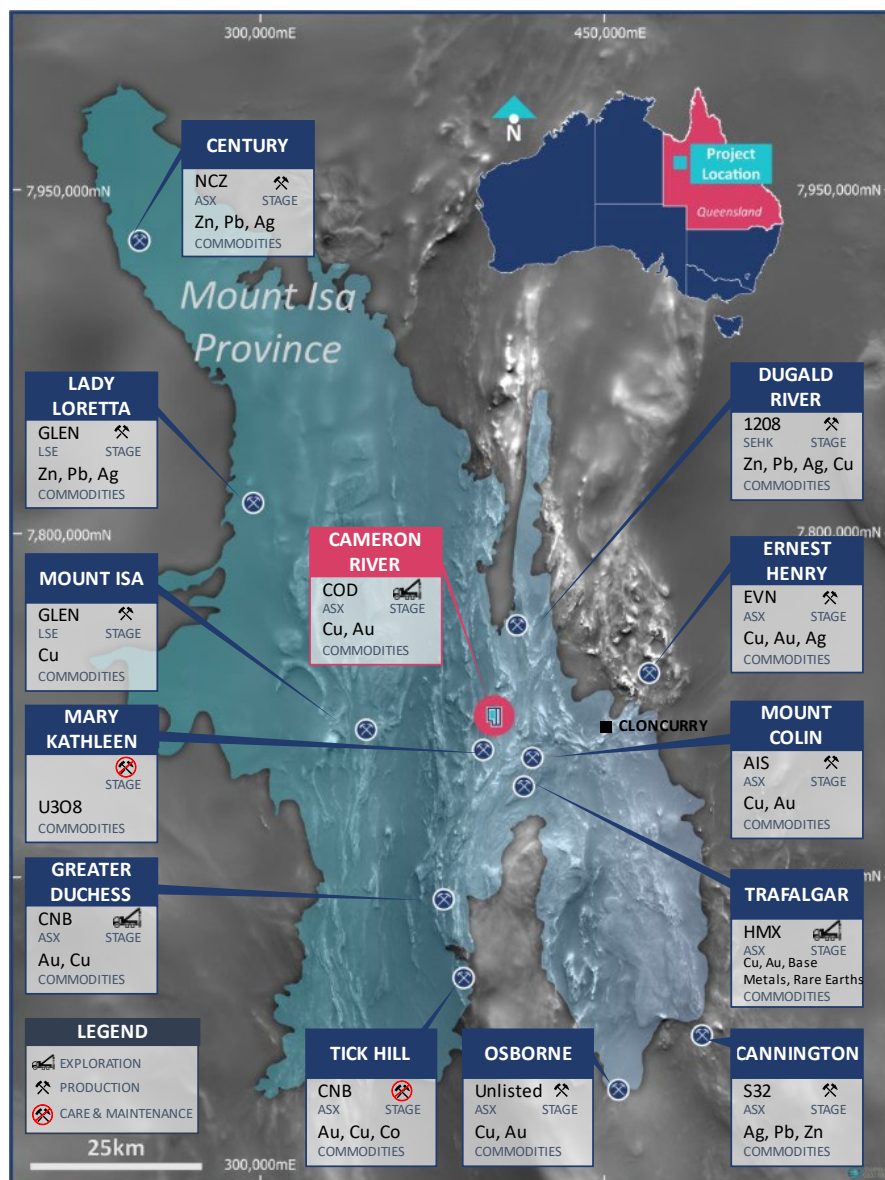 300,000mE
450,000mE
N
Project
Location
Queensland
7,950,000mN
7,950,000mN
CENTURY
NCZ
ASX STAGE
Zn, Pb, Ag
COMMODITIES
Mount Isa
Province
LADY
LORETTA
GLEN
LSE STAGE
Zn, Pb, Ag
COMMODITIES
DUGALD
RIVER
1208
SEHK STAGE
Zn, Pb, Ag, Cu
COMMODITIES
7,800,000mN
7,800,000mN
CAMERON
RIVER
COD
ASX STAGE
Cu, Au
COMMODITIES
MOUNT ISA
GLEN
LSE STAGE
Cu
COMMODITIES
ERNEST
HENRY
EVN
ASX STAGE
Cu, Au, Ag
COMMODITIES
CLONCURRY
MARY
KATHLEEN
STAGE
U3O8
COMMODITIES
MOUNT
COLIN
AIS
ASX STAGE
Cu, Au
COMMODITIES
GREATER
DUCHESS
CNB
ASX STAGE
Au, Cu
COMMODITIES
mN
TRAFALGAR
HMX
ASX STAGE
Cu, Au, Base
Metals, Rare Earths
COMMODITIES
LEGEND
EXPLORATION
PRODUCTION
CARE & MAINTENANCE
25km
300,000mE
TICK HILL
CNB
ASX STAGE
Au, Cu, Co
COMMODITIES
OSBORNE
Unlisted
ASX STAGE
Cu, Au
COMMODITIES
CANNINGTON
S32
ASX STAGE
Ag, Pb, Zn
COMMODITIES